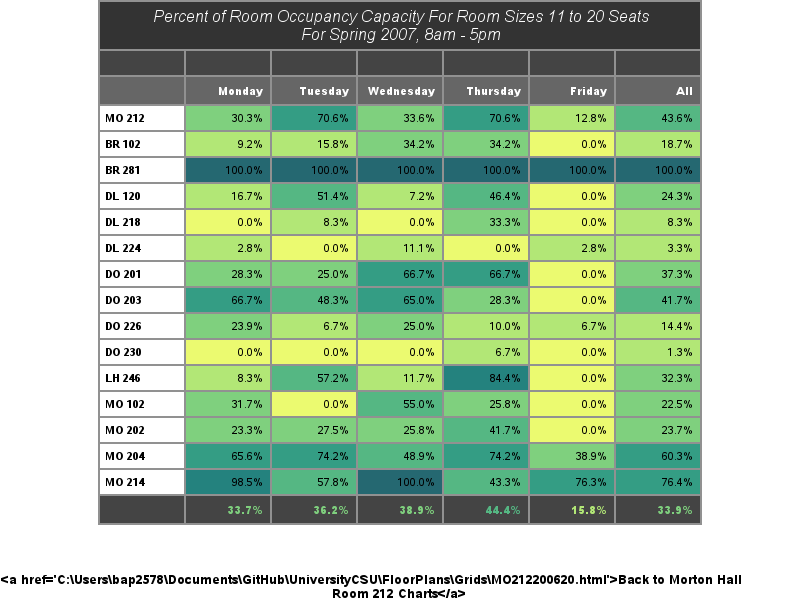 Percent of Room Occupancy Capacity For Room Sizes 11 to 20 Seats
For Spring 2007, 8am - 5pm
Monday Tuesday Wednesday Thursday Friday All
MO 212 30.3% 70.6% 33.6% 70.6% 12.8% 43.6%
BR 102 9.2% 15.8% 34.2% 34.2% 0.0% 18.7%
BR 281 100.0% 100.0% 100.0% 100.0% 100.0% 100.0%
DL 120 16.7% 51.4% 7.2% 46.4% 0.0% 24.3%
DL 218 0.0% 8.3% 0.0% 33.3% 0.0% 8.3%
DL 224 2.8% 0.0% 11.1% 0.0% 2.8% 3.3%
DO 201 28.3% 25.0% 66.7% 66.7% 0.0% 37.3%
DO 203 66.7% 48.3% 65.0% 28.3% 0.0% 41.7%
DO 226 23.9% 6.7% 25.0% 10.0% 6.7% 14.4%
DO 230 0.0% 0.0% 0.0% 6.7% 0.0% 1.3%
LH 246 8.3% 57.2% 11.7% 84.4% 0.0% 32.3%
MO 102 31.7% 0.0% 55.0% 25.8% 0.0% 22.5%
MO 202 23.3% 27.5% 25.8% 41.7% 0.0% 23.7%
MO 204 65.6% 74.2% 48.9% 74.2% 38.9% 60.3%
MO 214 98.5% 57.8% 100.0% 43.3% 76.3% 76.4%
33.7% 36.2% 38.9% 44.4% 15.8% 33.9%
<a href='C:\Users\bap2578\Documents\GitHub\UniversityCSU\FloorPlans\Grids\MO212200620.html'>Back to Morton Hall
Room 212 Charts</a>